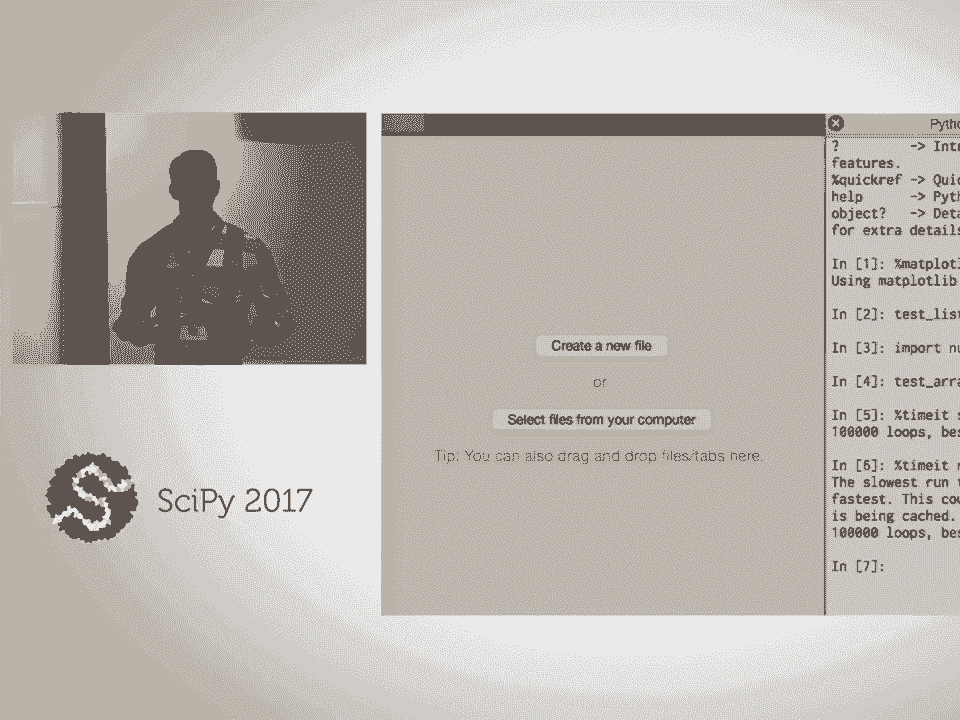 SciPy 2017
Create a new file
or
Select files from your computer
Tip: You can also drag and drop files/tabs here.
?         -> Intr
features.
%quickref -> Quic
help      -> Pyth
object?   -> Deta
for extra details
In [1]: %matplotl
Using matplotlib
In [2]: test_list
In [3]: import nu
In [4]: test_arra
In [5]: %timeit s
100000 loops, bes
In [6]: %timeit
The slowest run
fastest. This cou
is being cached.
100000 loops, bes
In [7]: